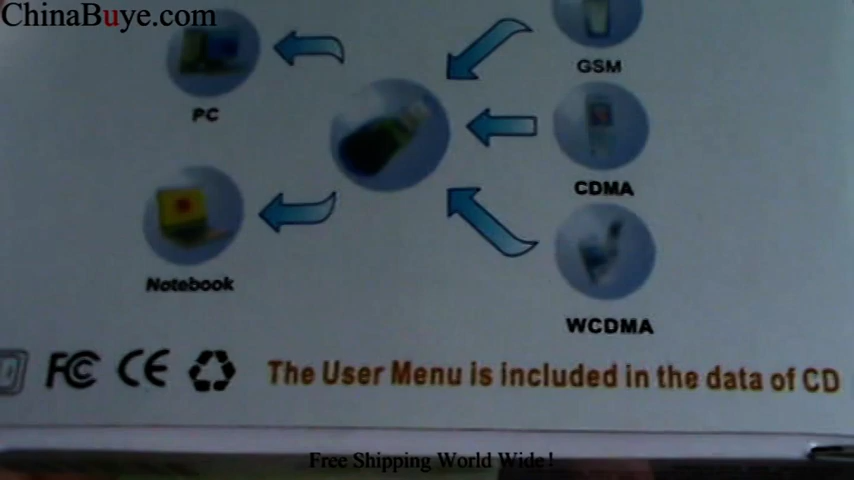 ChinaBuye.com
GSM
PC
CDMA
Notebook
WCDMA
FC CE The User Menu is included in the data of CD
Free Shipping World Wide!